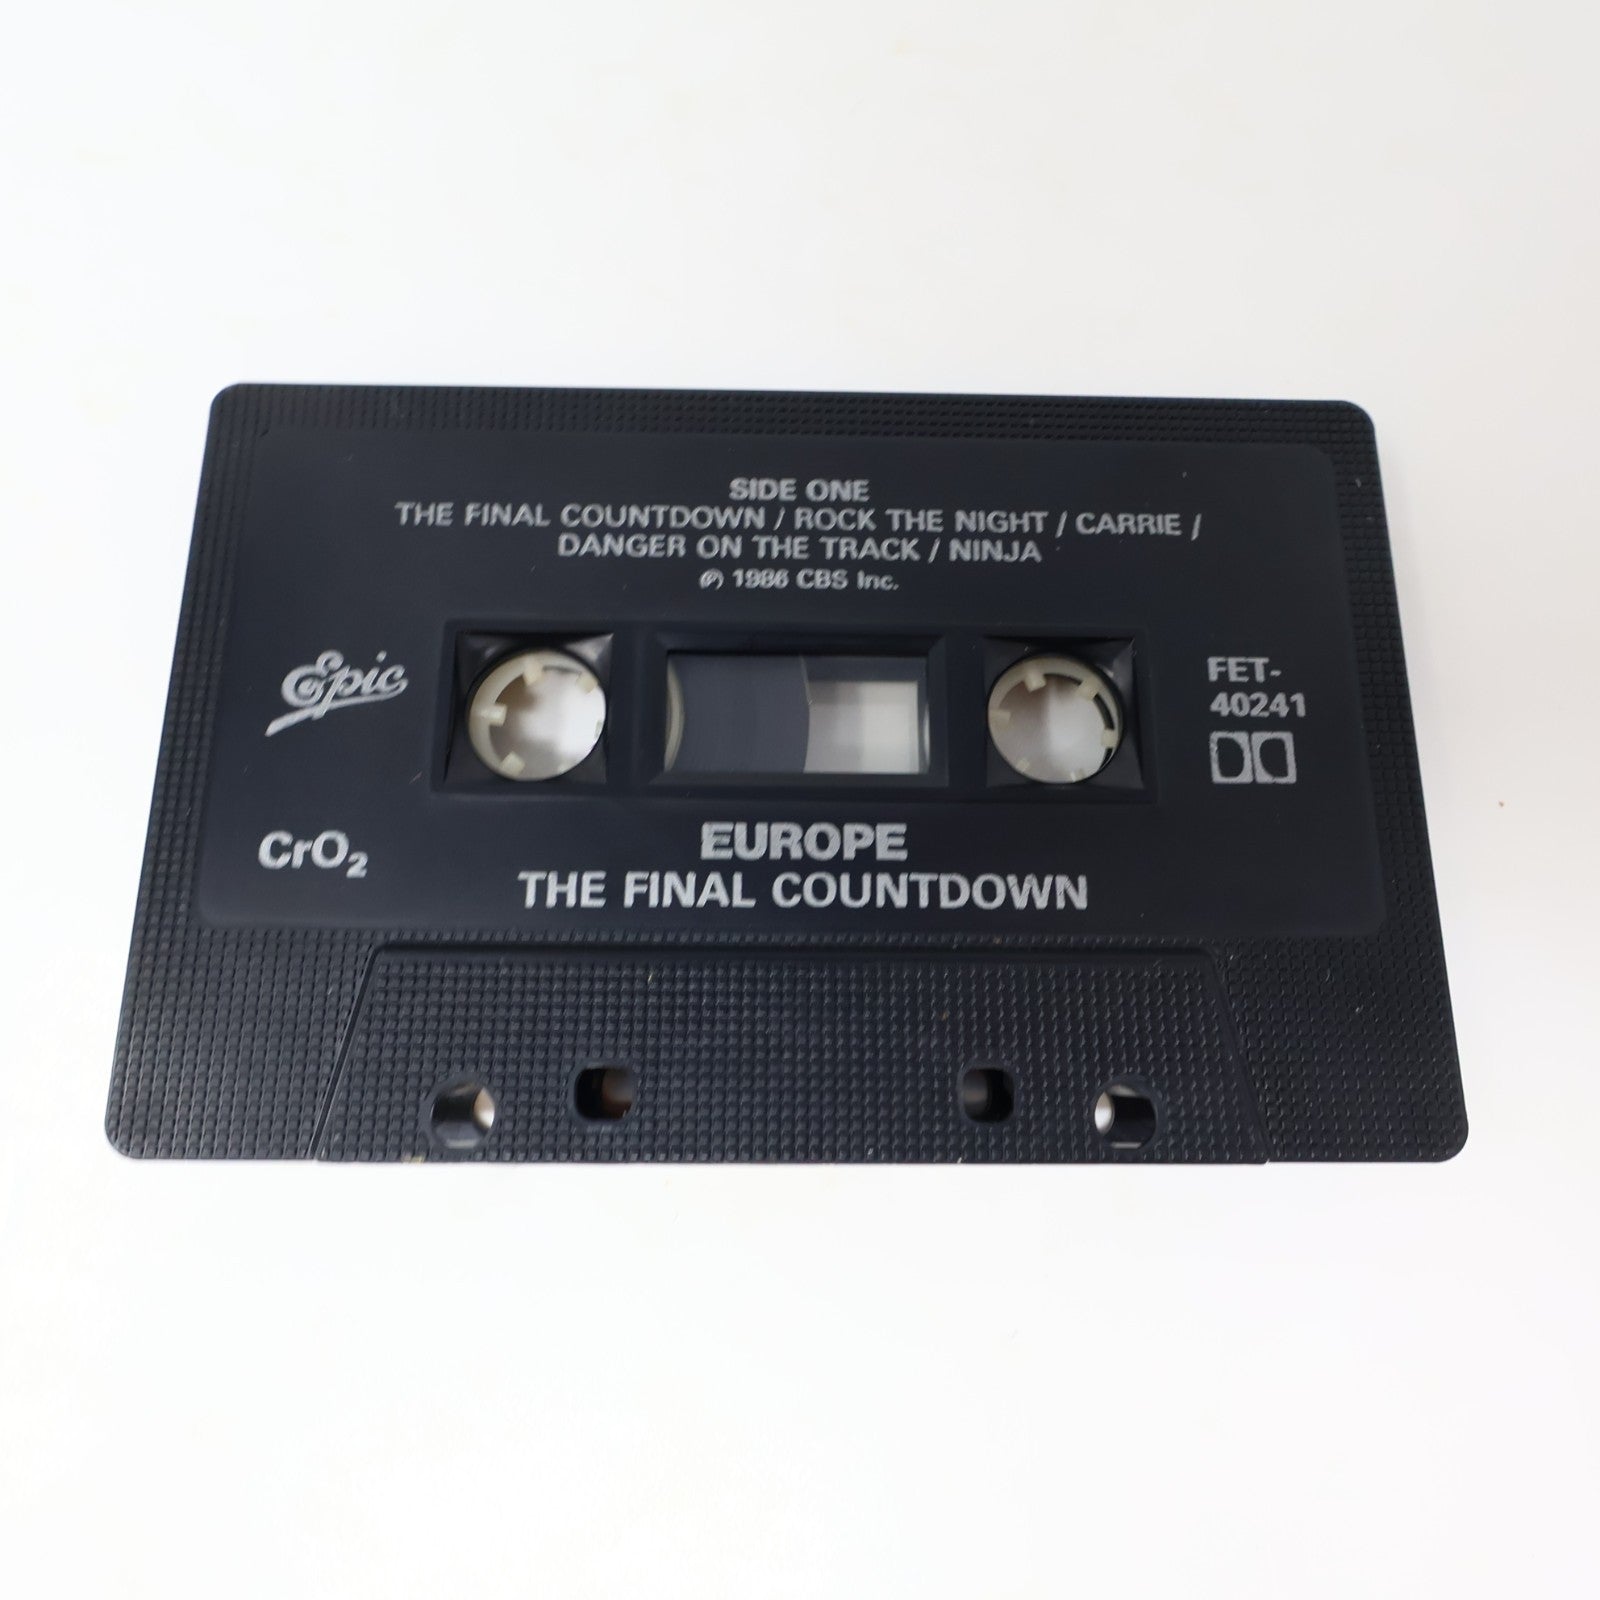 SIDE ONE
THE FINAL COUNTDOWN / ROCK THE NIGHT / CARRIE /
DANGER ON THE TRACK / NINJA
℗ 1986 CBS Inc.
Epic
FET-
40241
CrO₂
EUROPE
THE FINAL COUNTDOWN